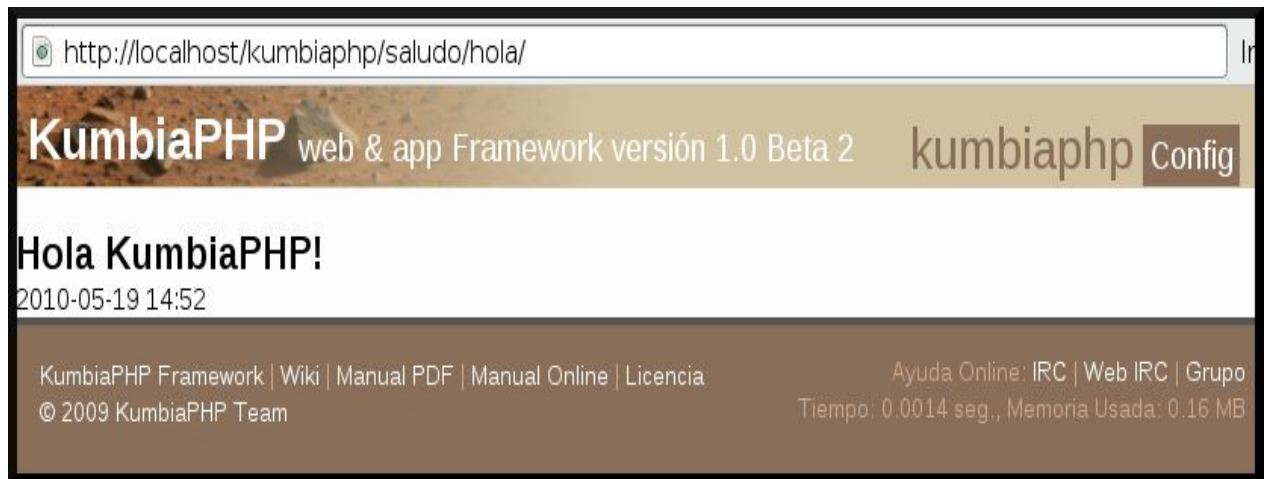 http://localhost/kumbiaphp/saludo/hola/
KumbiaPHP web & app Framework versión 1.0 Beta 2 kumbiaphp Config
Hola KumbiaPHP!
2010-05-19 14:52
KumbiaPHP Framework | Wiki | Manual PDF | Manual Online | Licencia
© 2009 KumbiaPHP Team
Ayuda Online: IRC | Web IRC | Grupo
Tiempo: 0.0014 seg., Memoria Usada: 0.16 MB